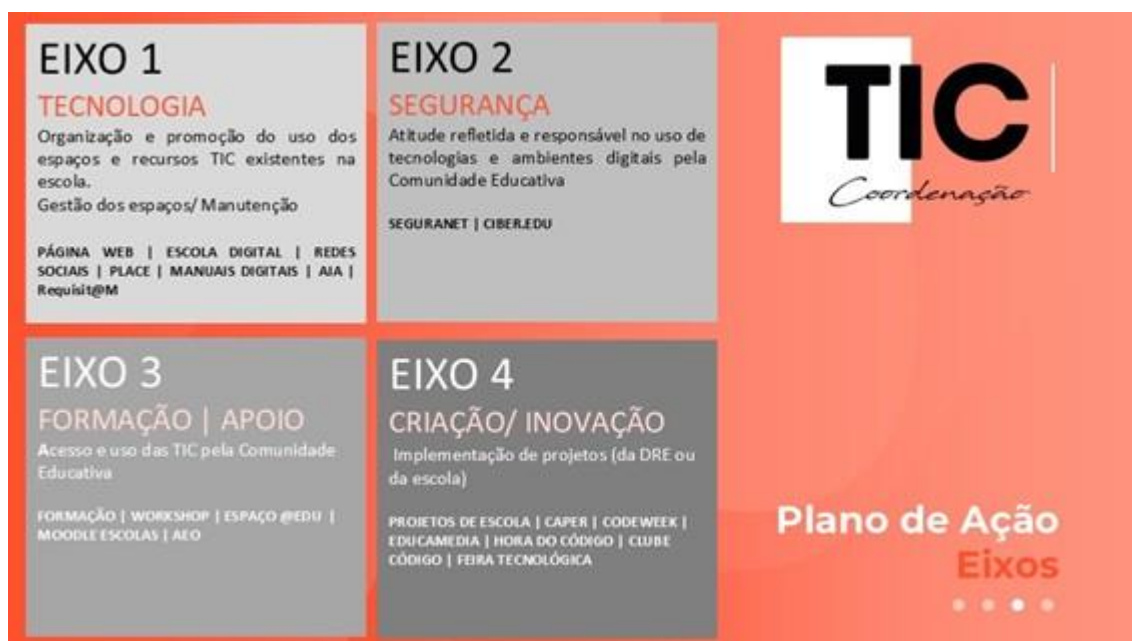 EIXO 1
TECNOLOGIA
Organização e promoção do uso dos
espaços e recursos TIC existentes na
escola.
Gestão dos espaços/ Manutenção
PÁGINA WEB | ESCOLA DIGITAL | REDES
SOCIAIS | PLACE | MANUAIS DIGITAIS | AIA |
Requisit@M
EIXO 2
SEGURANÇA
Atitude refletida e responsável no uso de
tecnologias e ambientes digitais pela
Comunidade Educativa
SEGURANET | CIBER.EDU
EIXO 3
FORMAÇÃO | APOIO
Acesso e uso das TIC pela Comunidade
Educativa
FORMAÇÃO | WORKSHOP | ESPAÇO @EDU |
MOODLE ESCOLAS | AEO
EIXO 4
CRIAÇÃO/ INOVAÇÃO
Implementação de projetos (da DRE ou
da escola)
PROJETOS DE ESCOLA | CAPER | CODEWEEK |
EDUCAMEDIA | HORA DO CÓDIGO | CLUBE
CÓDIGO | FEIRA TECNOLÓGICA
TIC
Coordenação
Plano de Ação
Eixos